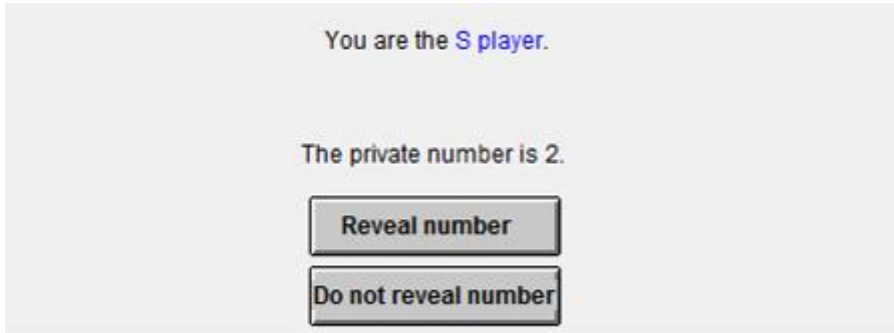 You are the S player.
The private number is 2.
Reveal number
Do not reveal number